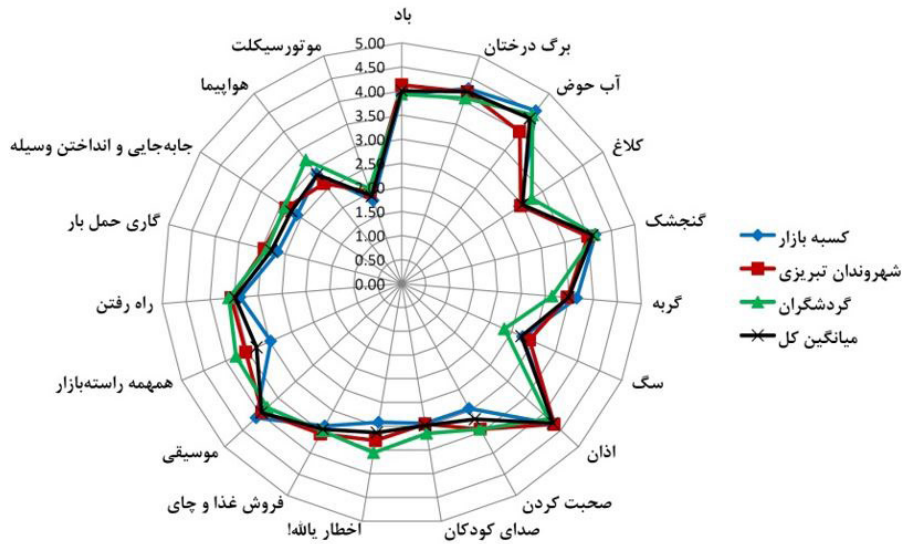 باد
برگ درختان
آب حوض
کلاغ
گنجشک
گربه
سگ
اذان
صحبت کردن
صدای کودکان
اخطار یالله!
فروش غذا و چای
موسیقی
همهمه راسته‌بازار
راه رفتن
گاری حمل بار
جابه‌جایی و انداختن وسیله
هواپیما
موتورسیکلت
5.00
4.50
4.00
3.50
3.00
2.50
2.00
1.50
1.00
0.50
0.00
کسبه بازار
شهروندان تبریزی
گردشگران
میانگین کل